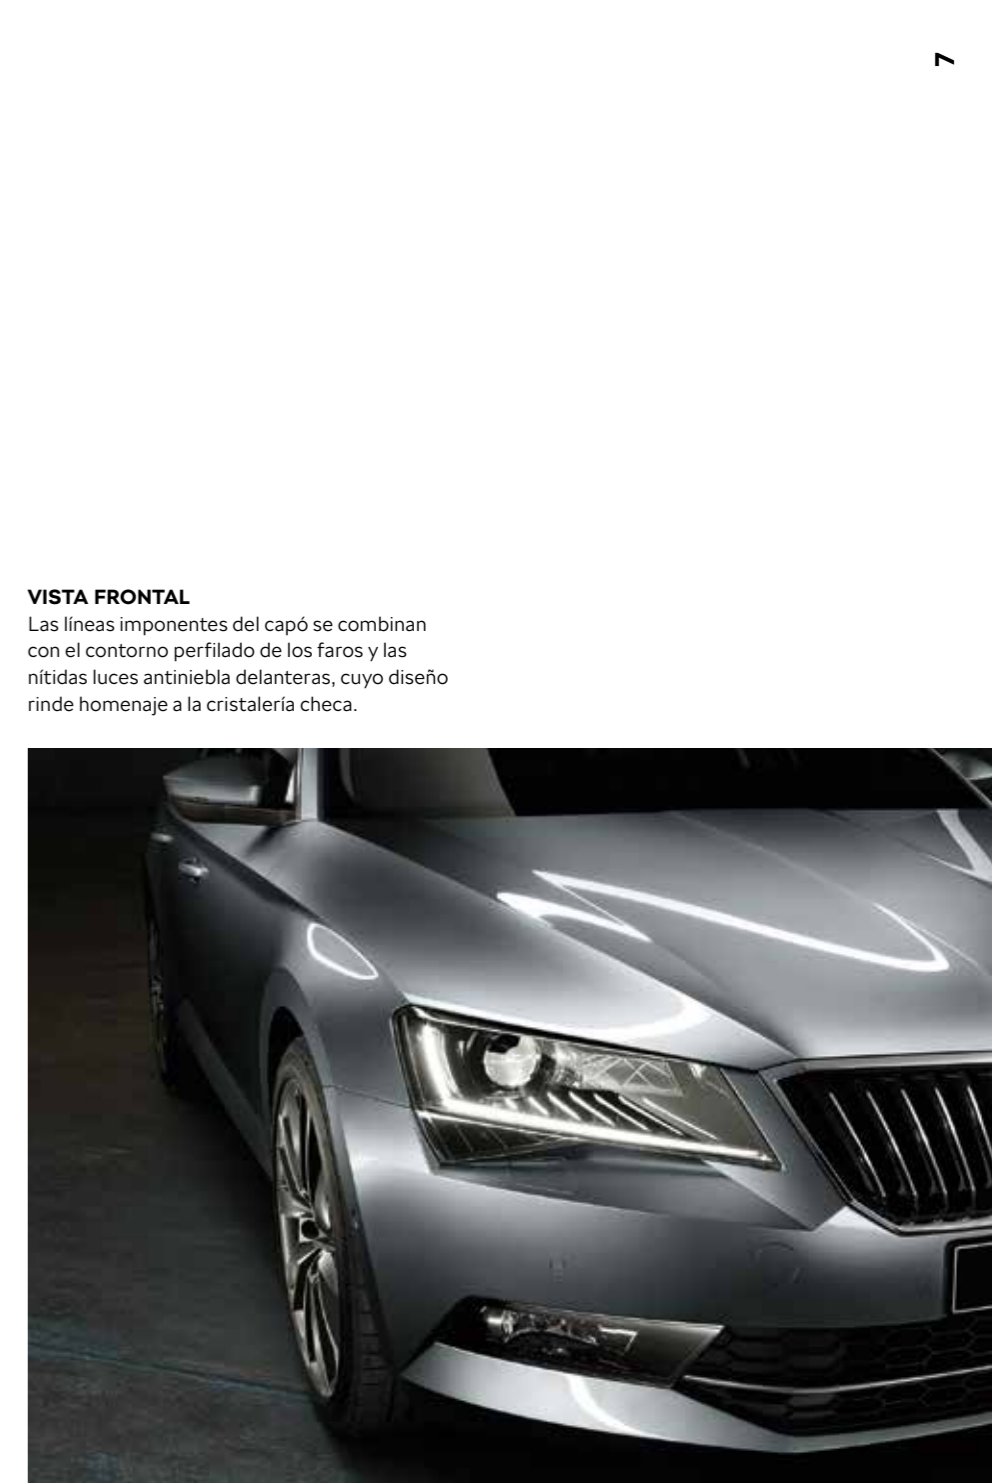 7
VISTA FRONTAL
Las líneas imponentes del capó se combinan
con el contorno perfilado de los faros y las
nítidas luces antiniebla delanteras, cuyo diseño
rinde homenaje a la cristalería checa.